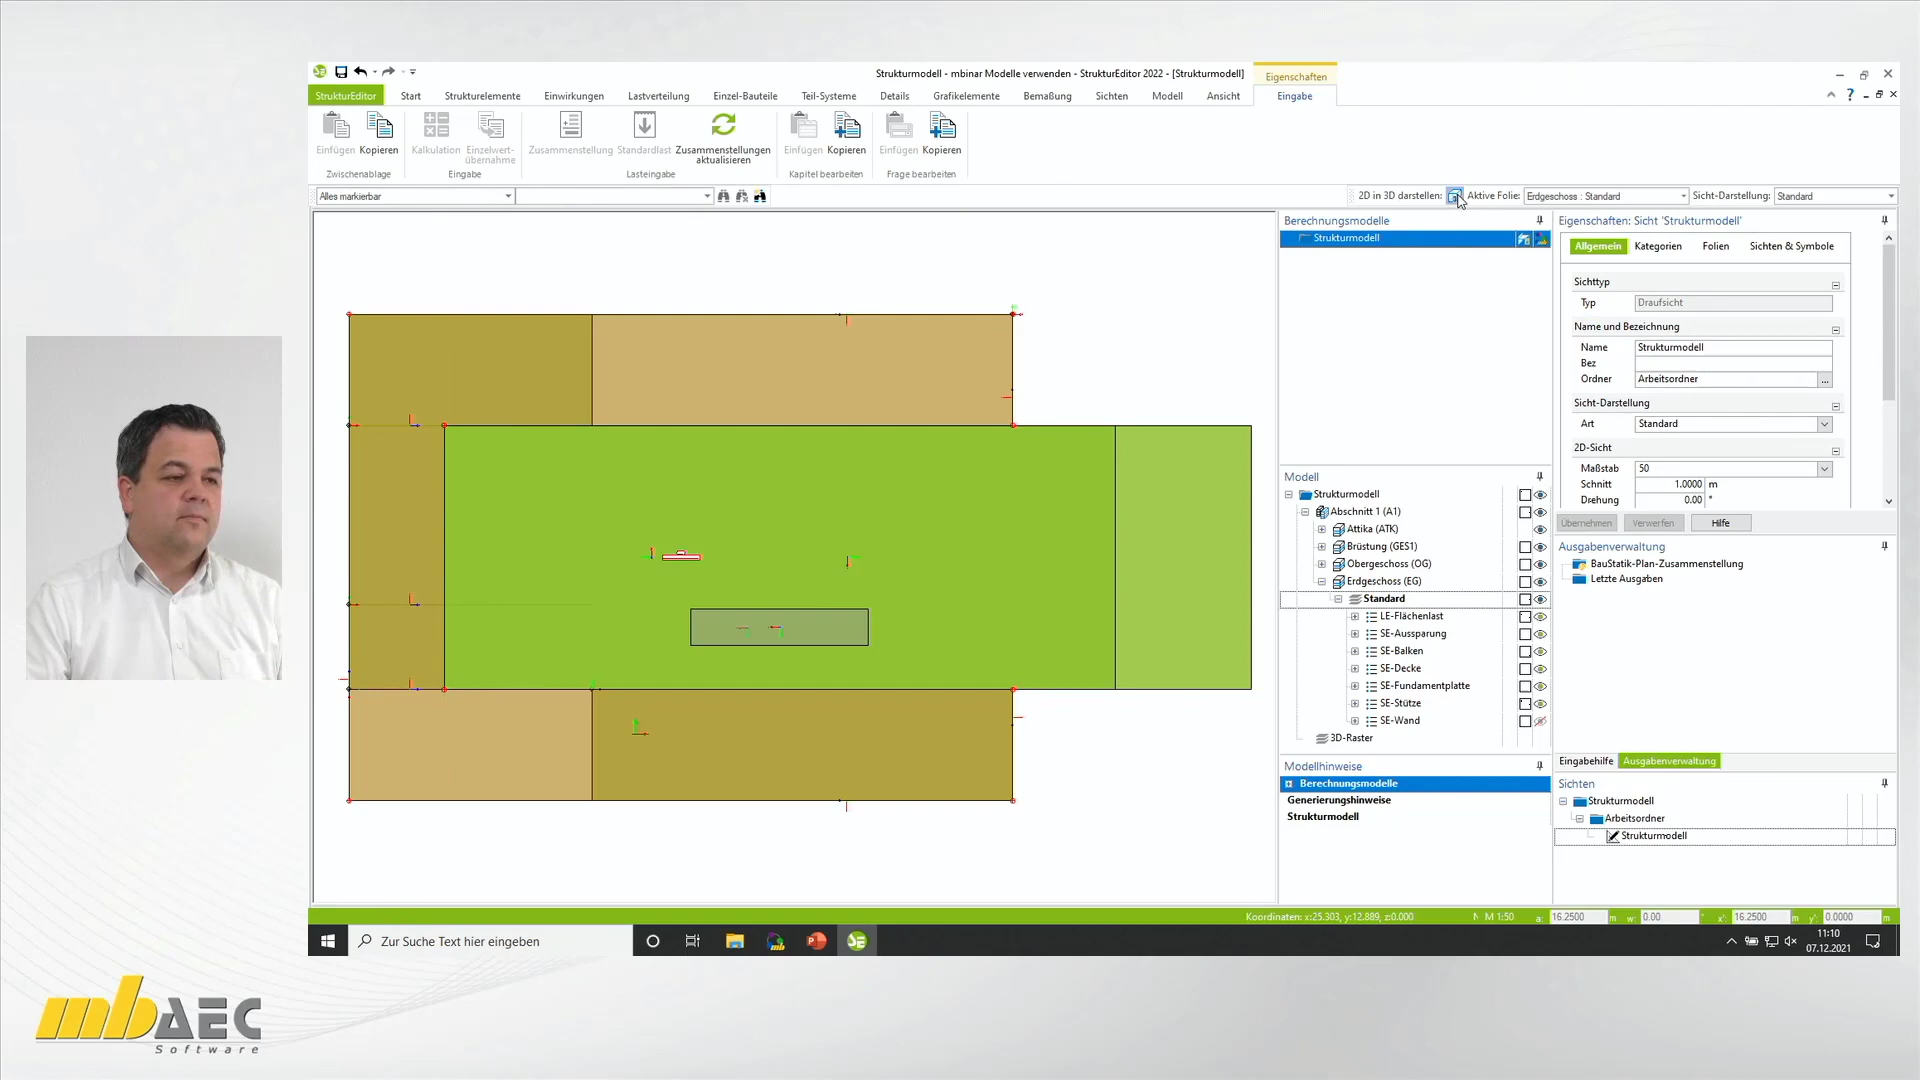 Strukturmodell - mbinar Modelle verwenden - StrukturEditor 2022 - [Strukturmodell]
Eigenschaften
StrukturEditor Start Strukturelemente Einwirkungen Lastverteilung Einzel-Bauteile Teil-Systeme Details Grafikelemente Bemaßung Sichten Modell Ansicht Eingabe
Einfügen Kopieren Kalkulation Einzelwert-übernahme Zusammenstellung Standardlast Zusammenstellungen aktualisieren Einfügen Kopieren Einfügen Kopieren
Zwischenablage Eingabe Lasteingabe Kapitel bearbeiten Frage bearbeiten
Alles markierbar
2D in 3D darstellen: Aktive Folie: Erdgeschoss : Standard Sicht-Darstellung: Standard
Berechnungsmodelle
Strukturmodell
Modell
Strukturmodell
Abschnitt 1 (A1)
Attika (ATK)
Brüstung (GES1)
Obergeschoss (OG)
Erdgeschoss (EG)
Standard
LE-Flächenlast
SE-Aussparung
SE-Balken
SE-Decke
SE-Fundamentplatte
SE-Stütze
SE-Wand
3D-Raster
Modellhinweise
Berechnungsmodelle
Generierungshinweise
Strukturmodell
Eigenschaften: Sicht 'Strukturmodell'
Allgemein Kategorien Folien Sichten & Symbole
Sichttyp
Typ Draufsicht
Name und Bezeichnung
Name Strukturmodell
Bez
Ordner Arbeitsordner ...
Sicht-Darstellung
Art Standard
2D-Sicht
Maßstab 50
Schnitt 1.0000 m
Drehung 0.00 °
Übernehmen Verwerfen Hilfe
Ausgabenverwaltung
BauStatik-Plan-Zusammenstellung
Letzte Ausgaben
Eingabehilfe Ausgabenverwaltung
Sichten
Strukturmodell
Arbeitsordner
Strukturmodell
Koordinaten: x:25.303, y:12.889, z:0.000 N M 1:50 a: 16.2500 m w: 0.00 ° x': 16.2500 m y': 0.0000 m
Zur Suche Text hier eingeben
11:10
07.12.2021
mbAEC
Software